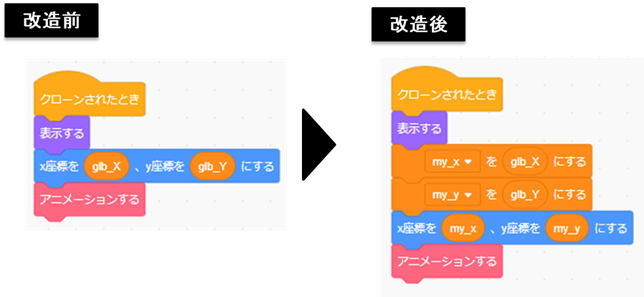 改造前
クローンされたとき
表示する
x座標を glb_X 、y座標を glb_Y にする
アニメーションする
改造後
クローンされたとき
表示する
my_x を glb_X にする
my_y を glb_Y にする
x座標を my_x 、y座標を my_y にする
アニメーションする